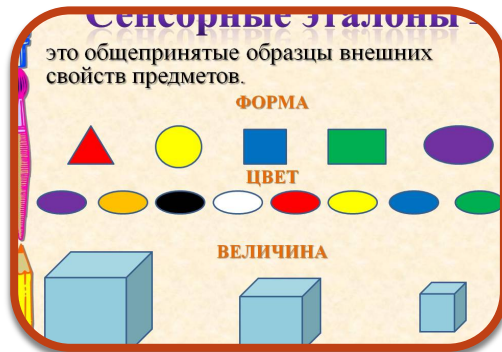 Сенсорные эталоны -
это общепринятые образцы внешних
свойств предметов.
ФОРМА
ЦВЕТ
ВЕЛИЧИНА